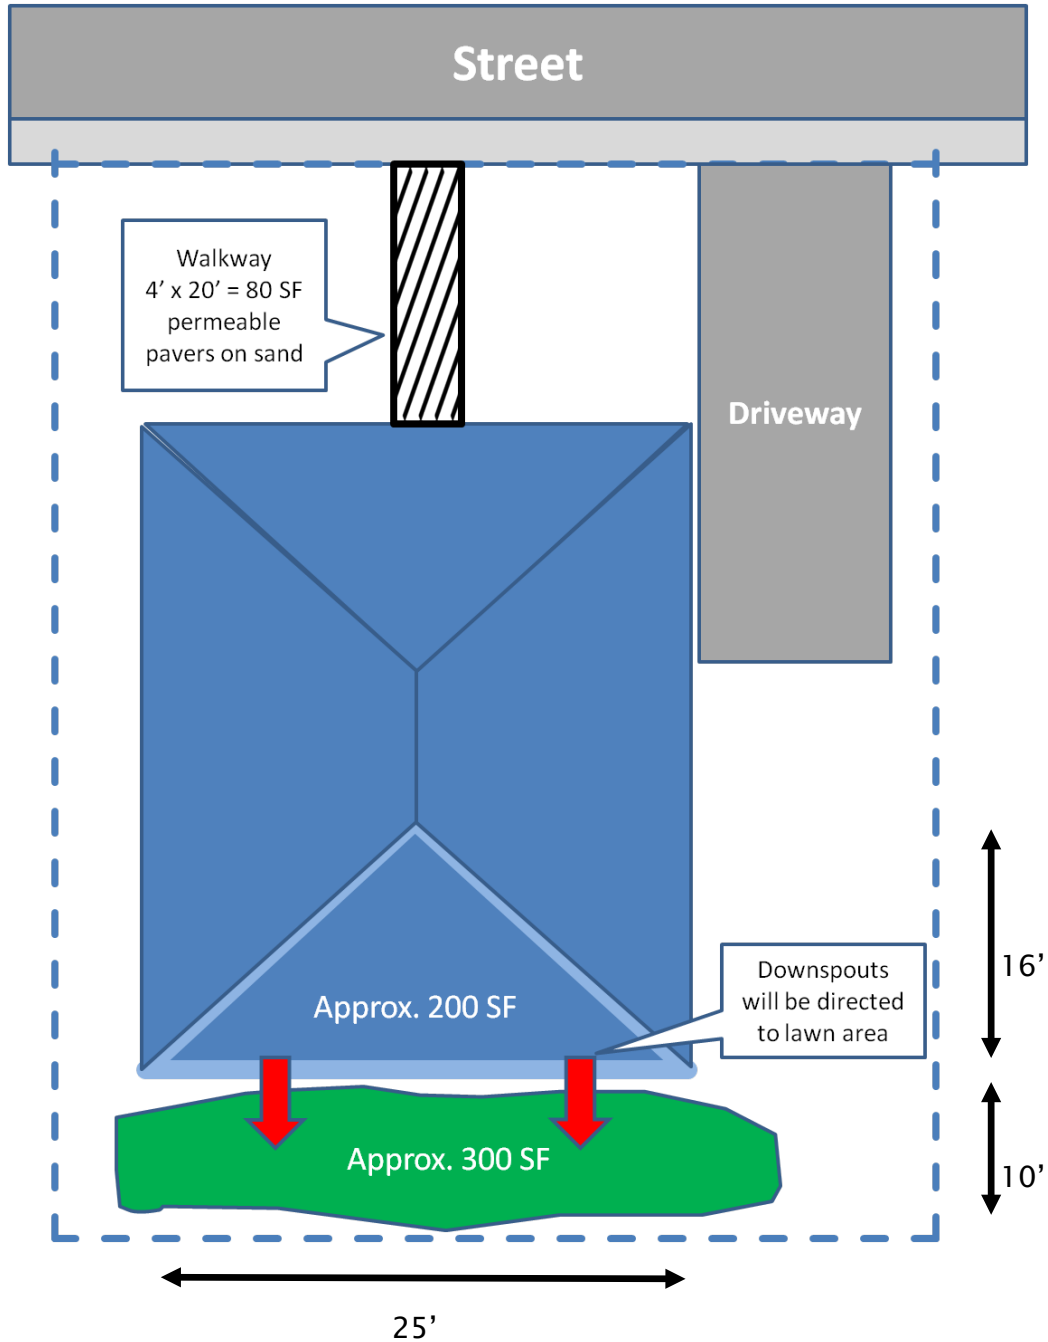 Street
Walkway
4’ x 20’ = 80 SF
permeable
pavers on sand
Driveway
16’
Downspouts
will be directed
to lawn area
Approx. 200 SF
Approx. 300 SF
10’
25’